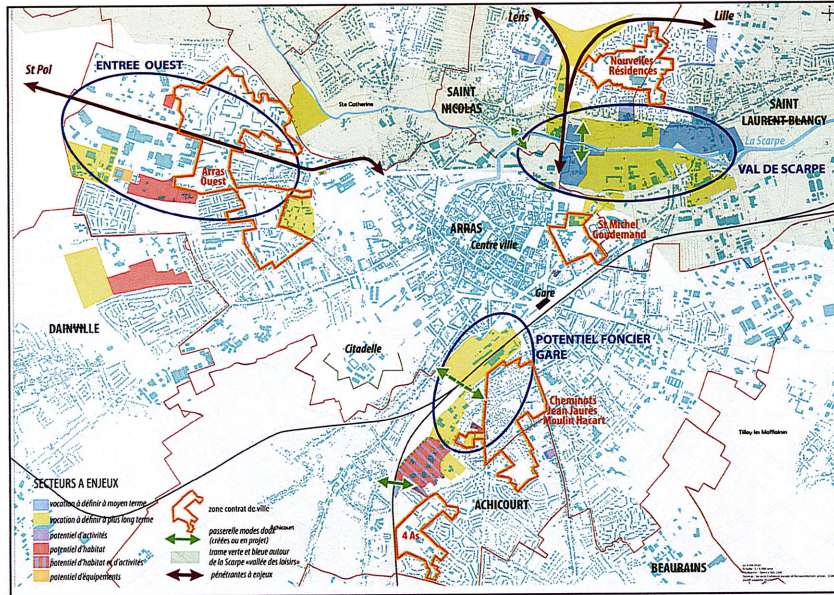 Lens
Lille
St Pol
ENTREE OUEST
Nouvelles
Résidences
SAINT
NICOLAS
Ste Catherine
SAINT
LAURENT-BLANGY
La Scarpe
VAL DE SCARPE
Arras
Ouest
ARRAS
Centre ville
St Michel
Goudemand
Gare
DAINVILLE
Citadelle
POTENTIEL FONCIER
GARE
Cheminots
Jean Jaurès
Moulin Hacart
Tilloy les Mofflaines
ACHICOURT
4 As
BEAURAINS
Achicourt
SECTEURS A ENJEUX
vocation à définir à moyen terme
vocation à définir à plus long terme
potentiel d'activités
potentiel d'habitat
potentiel d'habitat et d'activités
potentiel d'équipements
zone contrat de ville
passerelle modes doux
(créées ou en projet)
trame verte et bleue autour
de la Scarpe «vallée des loisirs»
pénétrantes à enjeux